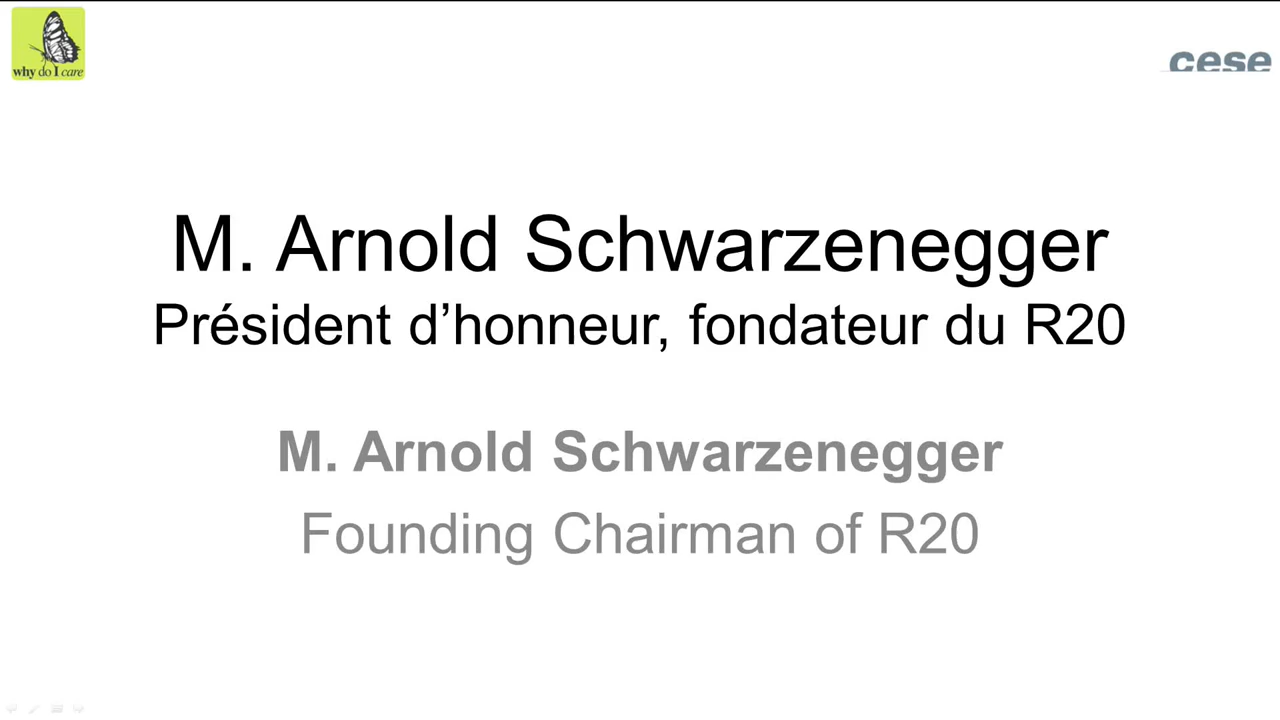 why do I care
cese
M. Arnold Schwarzenegger
Président d’honneur, fondateur du R20
M. Arnold Schwarzenegger
Founding Chairman of R20